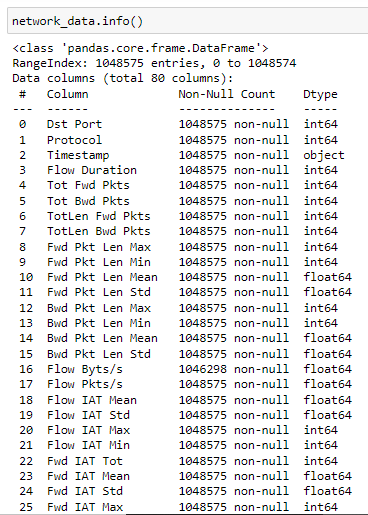 network_data.info()
<class 'pandas.core.frame.DataFrame'>
RangeIndex: 1048575 entries, 0 to 1048574
Data columns (total 80 columns):
 #   Column             Non-Null Count    Dtype
---  ------             --------------    -----
 0   Dst Port           1048575 non-null  int64
 1   Protocol           1048575 non-null  int64
 2   Timestamp          1048575 non-null  object
 3   Flow Duration      1048575 non-null  int64
 4   Tot Fwd Pkts       1048575 non-null  int64
 5   Tot Bwd Pkts       1048575 non-null  int64
 6   TotLen Fwd Pkts    1048575 non-null  int64
 7   TotLen Bwd Pkts    1048575 non-null  int64
 8   Fwd Pkt Len Max    1048575 non-null  int64
 9   Fwd Pkt Len Min    1048575 non-null  int64
 10  Fwd Pkt Len Mean   1048575 non-null  float64
 11  Fwd Pkt Len Std    1048575 non-null  float64
 12  Bwd Pkt Len Max    1048575 non-null  int64
 13  Bwd Pkt Len Min    1048575 non-null  int64
 14  Bwd Pkt Len Mean   1048575 non-null  float64
 15  Bwd Pkt Len Std    1048575 non-null  float64
 16  Flow Byts/s        1046298 non-null  float64
 17  Flow Pkts/s        1048575 non-null  float64
 18  Flow IAT Mean      1048575 non-null  float64
 19  Flow IAT Std       1048575 non-null  float64
 20  Flow IAT Max       1048575 non-null  int64
 21  Flow IAT Min       1048575 non-null  int64
 22  Fwd IAT Tot        1048575 non-null  int64
 23  Fwd IAT Mean       1048575 non-null  float64
 24  Fwd IAT Std        1048575 non-null  float64
 25  Fwd IAT Max        1048575 non-null  int64